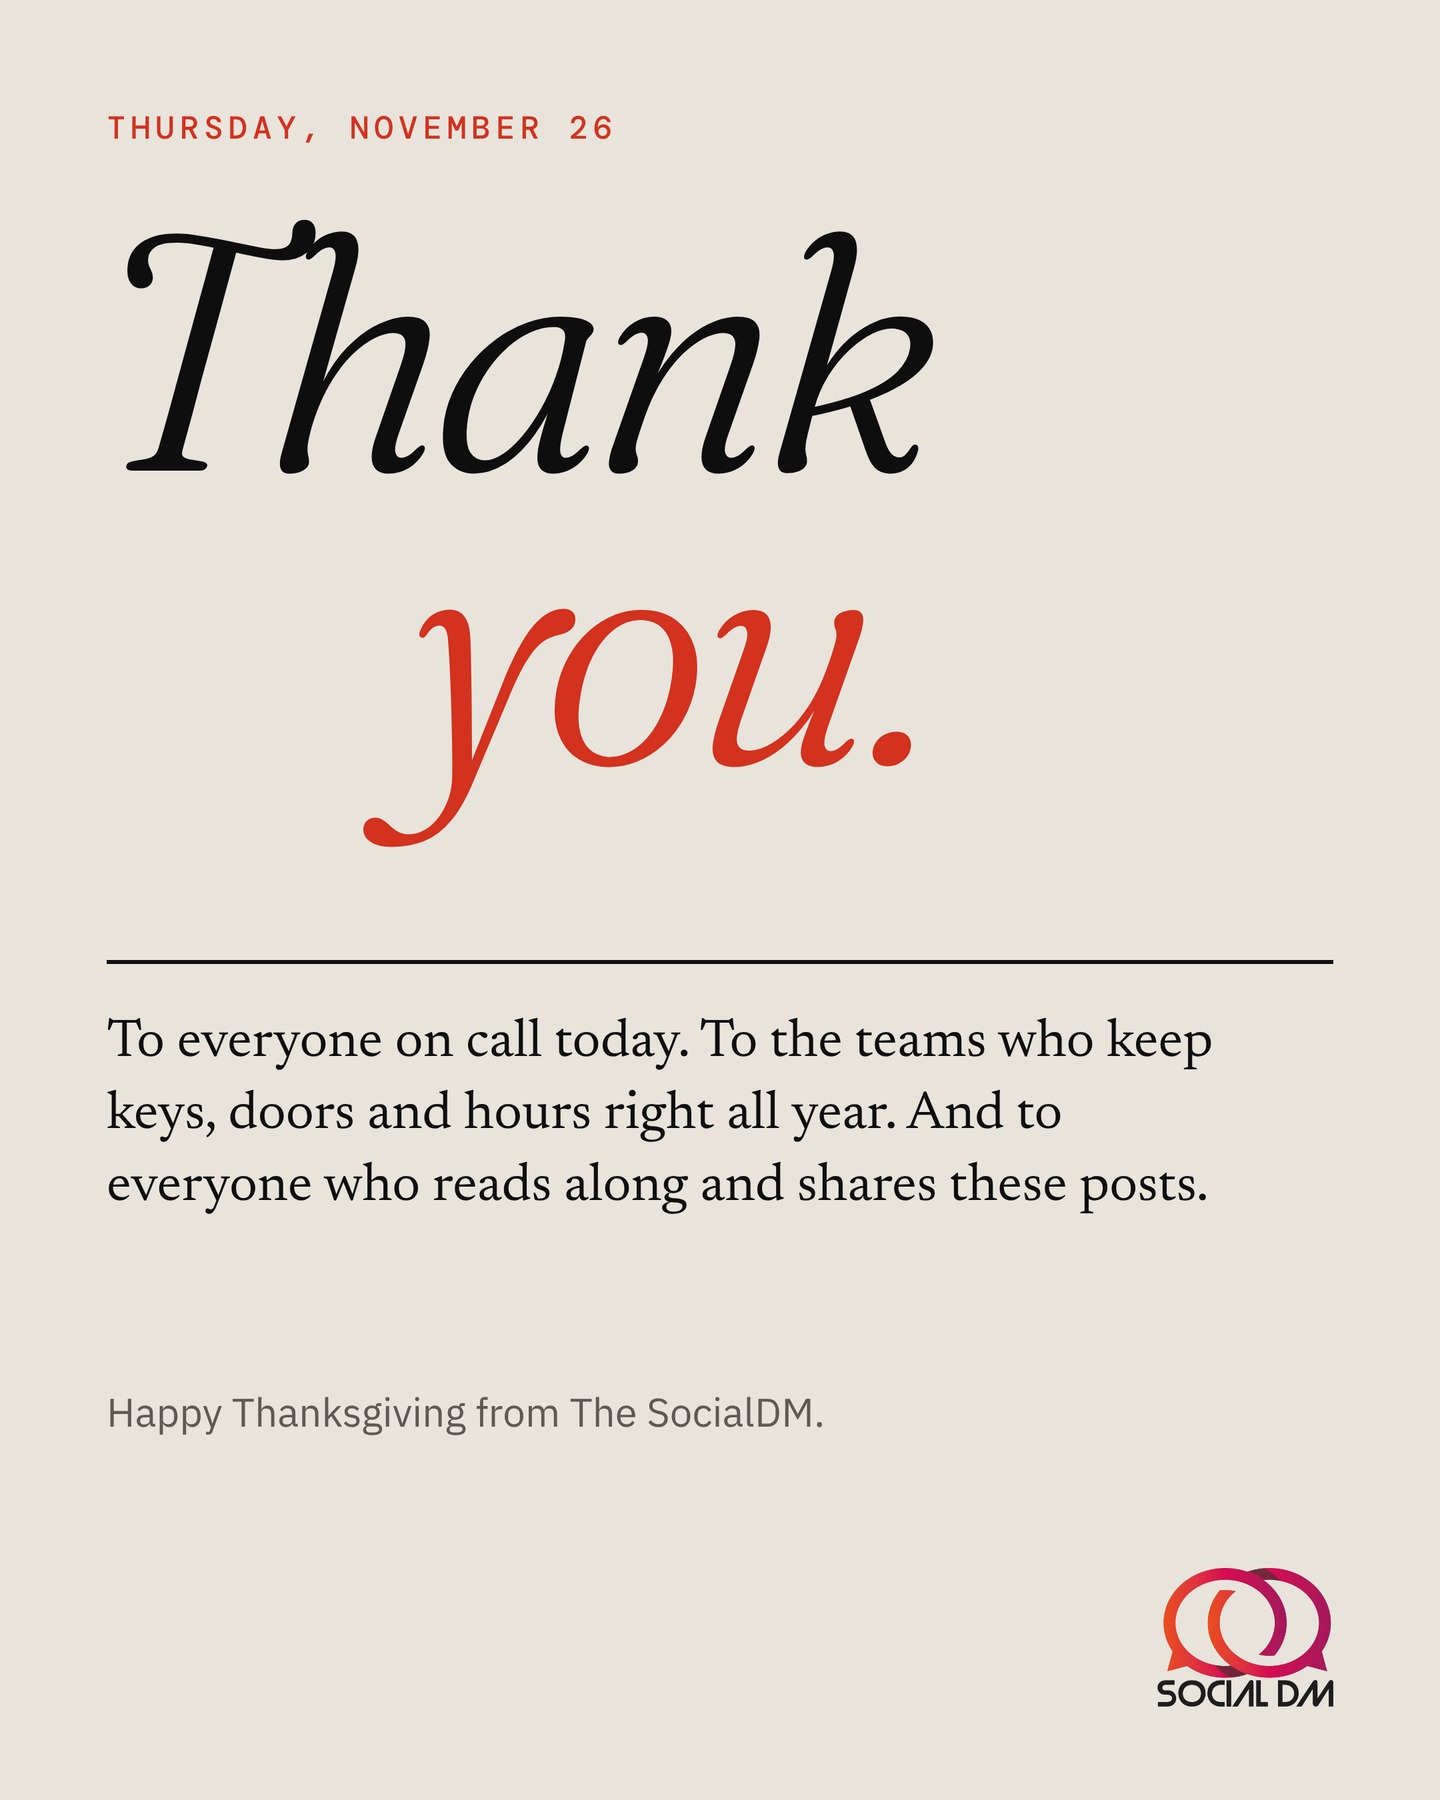 THURSDAY, NOVEMBER 26
Thank
you.
To everyone on call today. To the teams who keep
keys, doors and hours right all year. And to
everyone who reads along and shares these posts.
Happy Thanksgiving from The SocialDM.
SOCIAL DM